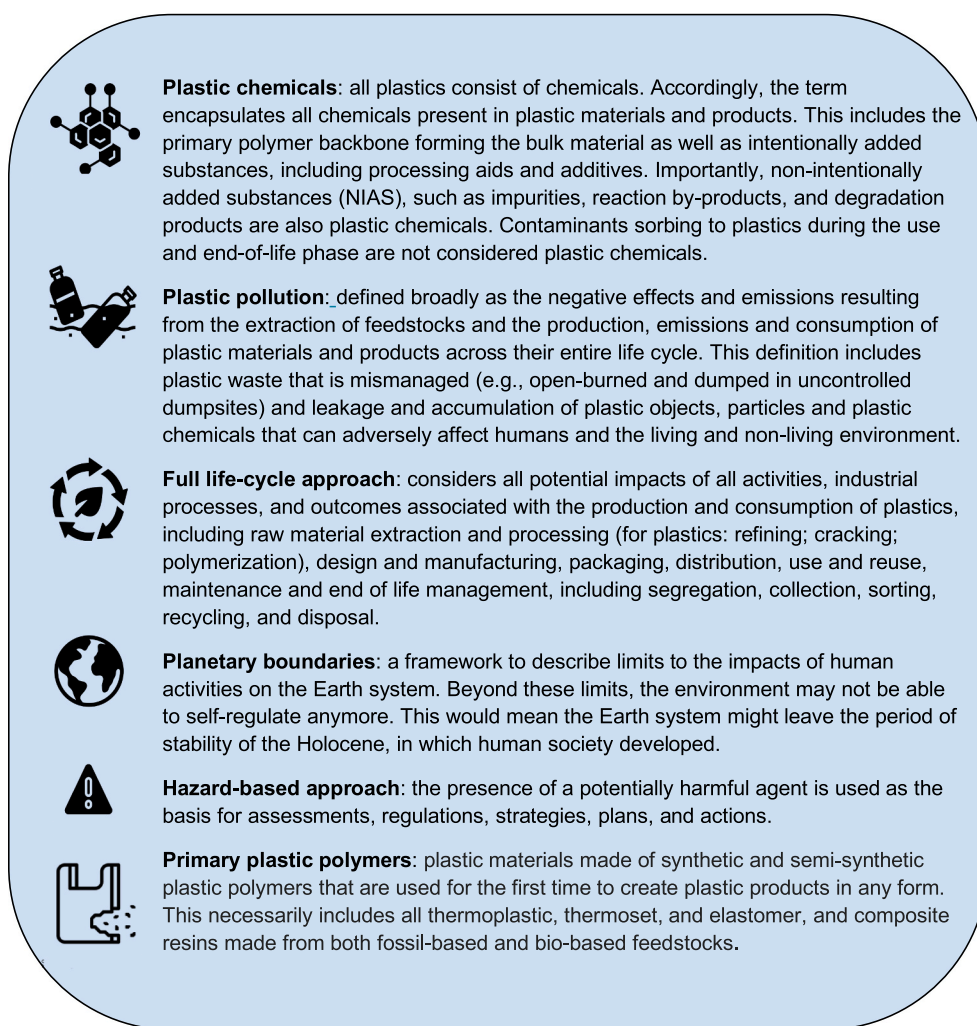 Plastic chemicals: all plastics consist of chemicals. Accordingly, the term
encapsulates all chemicals present in plastic materials and products. This includes the
primary polymer backbone forming the bulk material as well as intentionally added
substances, including processing aids and additives. Importantly, non-intentionally
added substances (NIAS), such as impurities, reaction by-products, and degradation
products are also plastic chemicals. Contaminants sorbing to plastics during the use
and end-of-life phase are not considered plastic chemicals.
Plastic pollution: defined broadly as the negative effects and emissions resulting
from the extraction of feedstocks and the production, emissions and consumption of
plastic materials and products across their entire life cycle. This definition includes
plastic waste that is mismanaged (e.g., open-burned and dumped in uncontrolled
dumpsites) and leakage and accumulation of plastic objects, particles and plastic
chemicals that can adversely affect humans and the living and non-living environment.
Full life-cycle approach: considers all potential impacts of all activities, industrial
processes, and outcomes associated with the production and consumption of plastics,
including raw material extraction and processing (for plastics: refining; cracking;
polymerization), design and manufacturing, packaging, distribution, use and reuse,
maintenance and end of life management, including segregation, collection, sorting,
recycling, and disposal.
Planetary boundaries: a framework to describe limits to the impacts of human
activities on the Earth system. Beyond these limits, the environment may not be able
to self-regulate anymore. This would mean the Earth system might leave the period of
stability of the Holocene, in which human society developed.
Hazard-based approach: the presence of a potentially harmful agent is used as the
basis for assessments, regulations, strategies, plans, and actions.
Primary plastic polymers: plastic materials made of synthetic and semi-synthetic
plastic polymers that are used for the first time to create plastic products in any form.
This necessarily includes all thermoplastic, thermoset, and elastomer, and composite
resins made from both fossil-based and bio-based feedstocks.